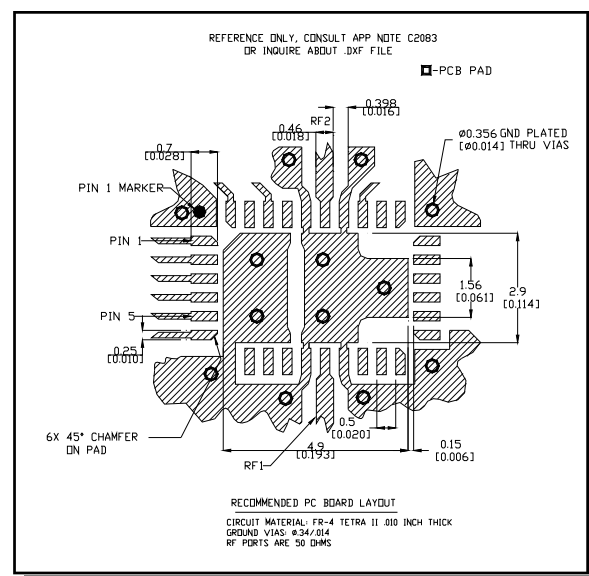 REFERENCE ONLY, CONSULT APP NOTE C2083
OR INQUIRE ABOUT .DXF FILE
-PCB PAD
0.398
[0.016]
RF2
0.46
[0.018]
0.7
[0.028]
Ø0.356 GND PLATED
[Ø0.014] THRU VIAS
PIN 1 MARKER
PIN 1
1.56
[0.061]
2.9
[0.114]
PIN 5
0.25
[0.010]
0.5
[0.020]
6X 45° CHAMFER
ON PAD
4.9
[0.193]
0.15
[0.006]
RF1
RECOMMENDED PC BOARD LAYOUT
CIRCUIT MATERIAL: FR-4 TETRA II .010 INCH THICK
GROUND VIAS: Ø.34/.014
RF PORTS ARE 50 OHMS